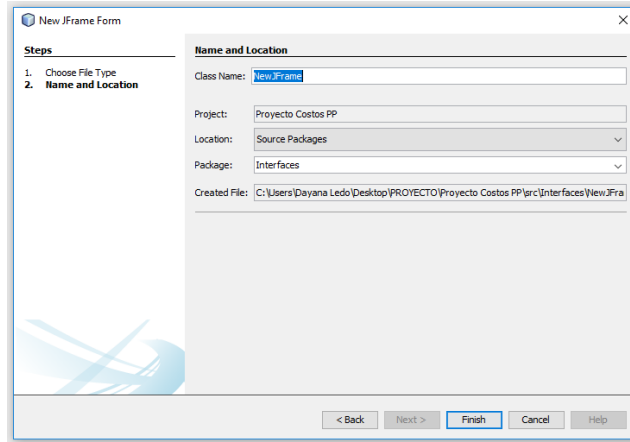 New JFrame Form
Steps
1. Choose File Type
2. Name and Location
Name and Location
Class Name: NewJFrame
Project: Proyecto Costos PP
Location: Source Packages
Package: Interfaces
Created File: C:\Users\Dayana Ledo\Desktop\PROYECTO\Proyecto Costos PP\src\Interfaces\NewJFra
< Back Next > Finish Cancel Help